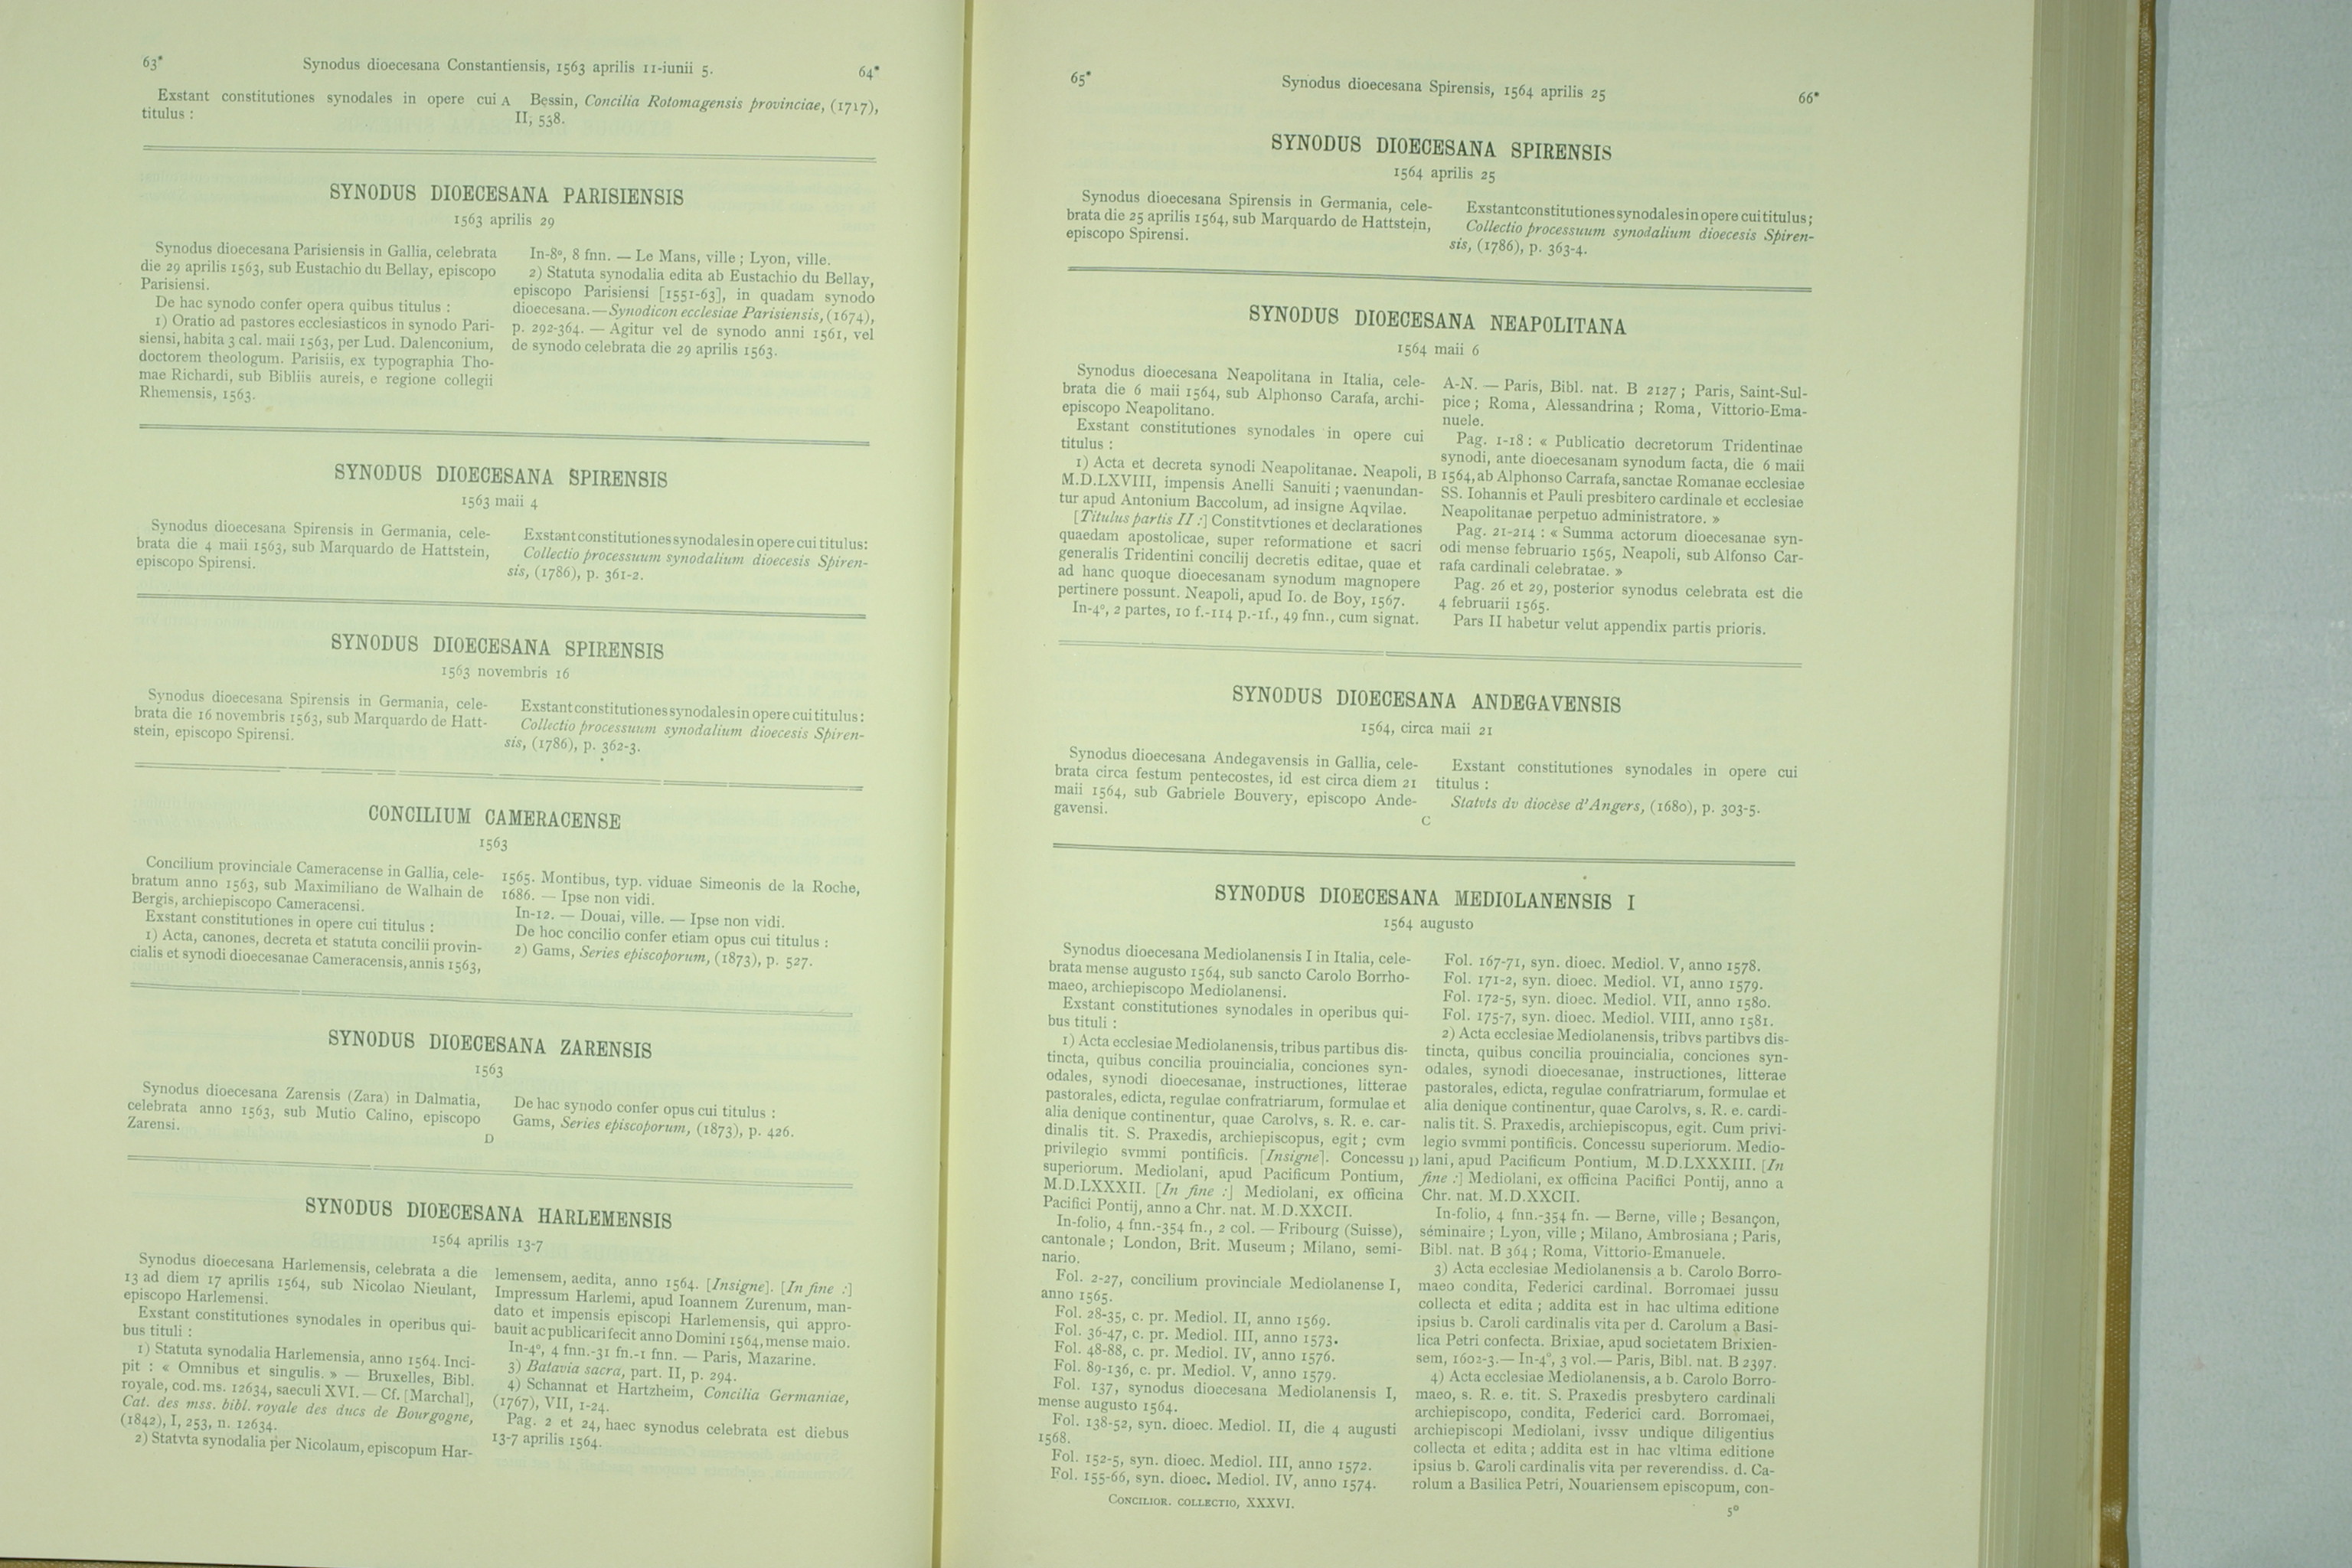 63*
Synodus dioecesana Constantiensis, 1563 aprilis 11-iunii 5.
64*
Exstant constitutiones synodales in opere cui
titulus :
A
Bessin, Concilia Rotomagensis provinciae, (1717),
II, 538.
SYNODUS DIOECESANA PARISIENSIS
1563 aprilis 29
Synodus dioecesana Parisiensis in Gallia, celebrata
die 29 aprilis 1563, sub Eustachio du Bellay, episcopo
Parisiensi.
De hac synodo confer opera quibus titulus :
1) Oratio ad pastores ecclesiasticos in synodo Pari-
siensi, habita 3 cal. maii 1563, per Lud. Dalenconium,
doctorem theologum. Parisiis, ex typographia Tho-
mae Richardi, sub Bibliis aureis, e regione collegii
Rhemensis, 1563.
In-8º, 8 fnn. — Le Mans, ville ; Lyon, ville.
2) Statuta synodalia edita ab Eustachio du Bellay,
episcopo Parisiensi [1551-63], in quadam synodo
dioecesana. — Synodicon ecclesiae Parisiensis, (1674),
p. 292-364. — Agitur vel de synodo anni 1561, vel
de synodo celebrata die 29 aprilis 1563.
SYNODUS DIOECESANA SPIRENSIS
1563 maii 4
Synodus dioecesana Spirensis in Germania, cele-
brata die 4 maii 1563, sub Marquardo de Hattstein,
episcopo Spirensi.
Exstant constitutiones synodales in opere cui titulus:
Collectio processuum synodalium dioecesis Spiren-
sis, (1786), p. 361-2.
SYNODUS DIOECESANA SPIRENSIS
1563 novembris 16
Synodus dioecesana Spirensis in Germania, cele-
brata die 16 novembris 1563, sub Marquardo de Hatt-
stein, episcopo Spirensi.
Exstant constitutiones synodales in opere cui titulus :
Collectio processuum synodalium dioecesis Spiren-
sis, (1786), p. 362-3.
CONCILIUM CAMERACENSE
1563
Concilium provinciale Cameracense in Gallia, cele-
bratum anno 1563, sub Maximiliano de Walhain de
Bergis, archiepiscopo Cameracensi.
Exstant constitutiones in opere cui titulus :
1) Acta, canones, decreta et statuta concilii provin-
cialis et synodi dioecesanae Cameracensis, annis 1563,
1565. Montibus, typ. viduae Simeonis de la Roche,
1686. — Ipse non vidi.
In-12. — Douai, ville. — Ipse non vidi.
De hoc concilio confer etiam opus cui titulus :
2) Gams, Series episcoporum, (1873), p. 527.
SYNODUS DIOECESANA ZARENSIS
1563
Synodus dioecesana Zarensis (Zara) in Dalmatia,
celebrata anno 1563, sub Mutio Calino, episcopo
Zarensi.
D
De hac synodo confer opus cui titulus :
Gams, Series episcoporum, (1873), p. 426.
SYNODUS DIOECESANA HARLEMENSIS
1564 aprilis 13-7
Synodus dioecesana Harlemensis, celebrata a die
13 ad diem 17 aprilis 1564, sub Nicolao Nieulant,
episcopo Harlemensi.
Exstant constitutiones synodales in operibus qui-
bus tituli :
1) Statuta synodalia Harlemensia, anno 1564. Inci-
pit : « Omnibus et singulis. » — Bruxelles, Bibl.
royale, cod. ms. 12634, saeculi XVI. — Cf. [Marchal],
Cat. des mss. bibl. royale des ducs de Bourgogne,
(1842), I, 253, n. 12634.
2) Statvta synodalia per Nicolaum, episcopum Har-
lemensem, aedita, anno 1564. [Insigne]. [In fine :]
Impressum Harlemi, apud Ioannem Zurenum, man-
dato et impensis episcopi Harlemensis, qui appro-
bauit ac publicari fecit anno Domini 1564, mense maio.
In-4º, 4 fnn.-31 fn.-1 fnn. — Paris, Mazarine.
3) Batavia sacra, part. II, p. 294.
4) Schannat et Hartzheim, Concilia Germaniae,
(1767), VII, 1-24.
Pag. 2 et 24, haec synodus celebrata est diebus
13-7 aprilis 1564.
65*
Synodus dioecesana Spirensis, 1564 aprilis 25
66*
SYNODUS DIOECESANA SPIRENSIS
1564 aprilis 25
Synodus dioecesana Spirensis in Germania, cele-
brata die 25 aprilis 1564, sub Marquardo de Hattstein,
episcopo Spirensi.
Exstant constitutiones synodales in opere cui titulus ;
Collectio processuum synodalium dioecesis Spiren-
sis, (1786), p. 363-4.
SYNODUS DIOECESANA NEAPOLITANA
1564 maii 6
Synodus dioecesana Neapolitana in Italia, cele-
brata die 6 maii 1564, sub Alphonso Carafa, archi-
episcopo Neapolitano.
Exstant constitutiones synodales in opere cui
titulus :
1) Acta et decreta synodi Neapolitanae. Neapoli,
M.D.LXVIII, impensis Anelli Sanuiti ; vaenundan-
tur apud Antonium Baccolum, ad insigne Aqvilae.
[Titulus partis II :] Constitvtiones et declarationes
quaedam apostolicae, super reformatione et sacri
generalis Tridentini concilij decretis editae, quae et
ad hanc quoque dioecesanam synodum magnopere
pertinere possunt. Neapoli, apud Io. de Boy, 1567.
In-4º, 2 partes, 10 f.-114 p.-1f., 49 fnn., cum signat.
A-N. — Paris, Bibl. nat. B 2127 ; Paris, Saint-Sul-
pice ; Roma, Alessandrina ; Roma, Vittorio-Ema-
nuele.
Pag. 1-18 : « Publicatio decretorum Tridentinae
synodi, ante dioecesanam synodum facta, die 6 maii
B
1564, ab Alphonso Carrafa, sanctae Romanae ecclesiae
SS. Iohannis et Pauli presbitero cardinale et ecclesiae
Neapolitanae perpetuo administratore. »
Pag. 21-214 : « Summa actorum dioecesanae syn-
odi mense februario 1565, Neapoli, sub Alfonso Car-
rafa cardinali celebratae. »
Pag. 26 et 29, posterior synodus celebrata est die
4 februarii 1565.
Pars II habetur velut appendix partis prioris.
SYNODUS DIOECESANA ANDEGAVENSIS
1564, circa maii 21
Synodus dioecesana Andegavensis in Gallia, cele-
brata circa festum pentecostes, id est circa diem 21
maii 1564, sub Gabriele Bouvery, episcopo Ande-
gavensi.
Exstant constitutiones synodales in opere cui
titulus :
Statvts dv diocèse d'Angers, (1680), p. 303-5.
C
SYNODUS DIOECESANA MEDIOLANENSIS I
1564 augusto
Synodus dioecesana Mediolanensis I in Italia, cele-
brata mense augusto 1564, sub sancto Carolo Borrho-
maeo, archiepiscopo Mediolanensi.
Exstant constitutiones synodales in operibus qui-
bus tituli :
1) Acta ecclesiae Mediolanensis, tribus partibus dis-
tincta, quibus concilia prouincialia, conciones syn-
odales, synodi dioecesanae, instructiones, litterae
pastorales, edicta, regulae confratriarum, formulae et
alia denique continentur, quae Carolvs, s. R. e. car-
dinalis tit. S. Praxedis, archiepiscopus, egit ; cvm
privilegio svmmi pontificis. [Insigne]. Concessu
superiorum. Mediolani, apud Pacificum Pontium,
M.D.LXXXII. [In fine :] Mediolani, ex officina
Pacifici Pontij, anno a Chr. nat. M.D.XXCII.
In-folio, 4 fnn.-354 fn., 2 col. — Fribourg (Suisse),
cantonale ; London, Brit. Museum ; Milano, semi-
nario.
Fol. 2-27, concilium provinciale Mediolanense I,
anno 1565.
Fol. 28-35, c. pr. Mediol. II, anno 1569.
Fol. 36-47, c. pr. Mediol. III, anno 1573.
Fol. 48-88, c. pr. Mediol. IV, anno 1576.
Fol. 89-136, c. pr. Mediol. V, anno 1579.
Fol. 137, synodus dioecesana Mediolanensis I,
mense augusto 1564.
Fol. 138-52, syn. dioec. Mediol. II, die 4 augusti
1568.
Fol. 152-5, syn. dioec. Mediol. III, anno 1572.
Fol. 155-66, syn. dioec. Mediol. IV, anno 1574.
Fol. 167-71, syn. dioec. Mediol. V, anno 1578.
Fol. 171-2, syn. dioec. Mediol. VI, anno 1579.
Fol. 172-5, syn. dioec. Mediol. VII, anno 1580.
Fol. 175-7, syn. dioec. Mediol. VIII, anno 1581.
2) Acta ecclesiae Mediolanensis, tribvs partibvs dis-
tincta, quibus concilia prouincialia, conciones syn-
odales, synodi dioecesanae, instructiones, litterae
pastorales, edicta, regulae confratriarum, formulae et
alia denique continentur, quae Carolvs, s. R. e. cardi-
nalis tit. S. Praxedis, archiepiscopus, egit. Cum privi-
legio svmmi pontificis. Concessu superiorum. Medio-
D
lani, apud Pacificum Pontium, M.D.LXXXIII. [In
fine :] Mediolani, ex officina Pacifici Pontij, anno a
Chr. nat. M.D.XXCII.
In-folio, 4 fnn.-354 fn. — Berne, ville ; Besançon,
séminaire ; Lyon, ville ; Milano, Ambrosiana ; Paris,
Bibl. nat. B 364 ; Roma, Vittorio-Emanuele.
3) Acta ecclesiae Mediolanensis a b. Carolo Borro-
maeo condita, Federici cardinal. Borromaei jussu
collecta et edita ; addita est in hac ultima editione
ipsius b. Caroli cardinalis vita per d. Carolum a Basi-
lica Petri confecta. Brixiae, apud societatem Brixien-
sem, 1602-3. — In-4º, 3 vol. — Paris, Bibl. nat. B 2397.
4) Acta ecclesiae Mediolanensis, a b. Carolo Borro-
maeo, s. R. e. tit. S. Praxedis presbytero cardinali
archiepiscopo, condita, Federici card. Borromaei,
archiepiscopi Mediolani, ivssv undique diligentius
collecta et edita ; addita est in hac vltima editione
ipsius b. Caroli cardinalis vita per reverendiss. d. Ca-
rolum a Basilica Petri, Nouariensem episcopum, con-
CONCILIOR. COLLECTIO, XXXVI.
5º